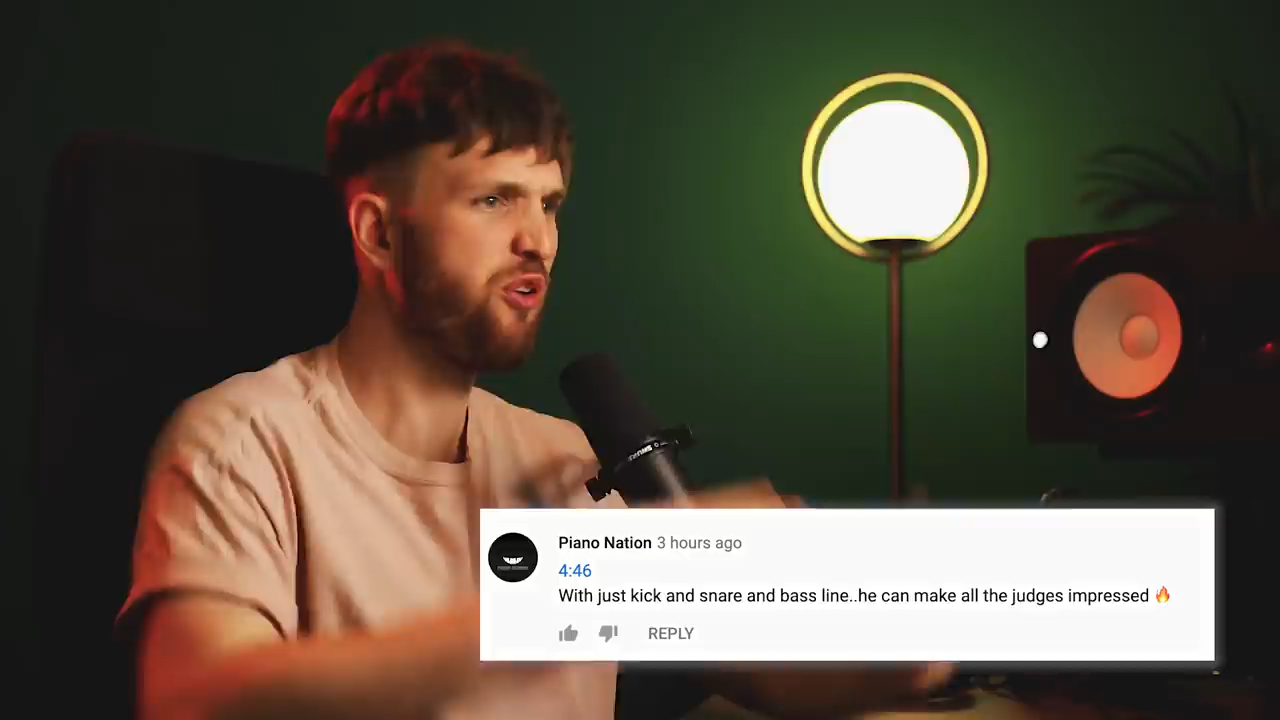 Piano Nation 3 hours ago
4:46
With just kick and snare and bass line..he can make all the judges impressed 🔥
REPLY
SHURE